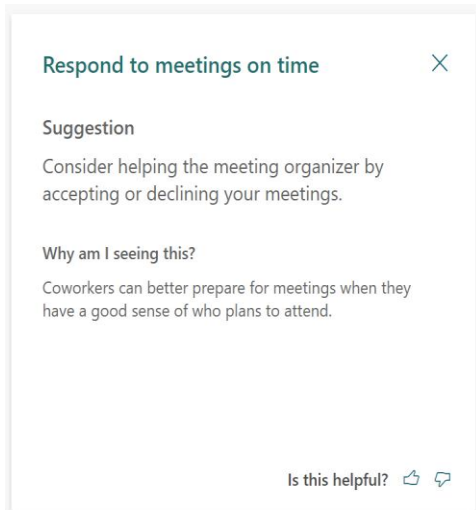 Respond to meetings on time
Suggestion
Consider helping the meeting organizer by
accepting or declining your meetings.
Why am I seeing this?
Coworkers can better prepare for meetings when they
have a good sense of who plans to attend.
Is this helpful?